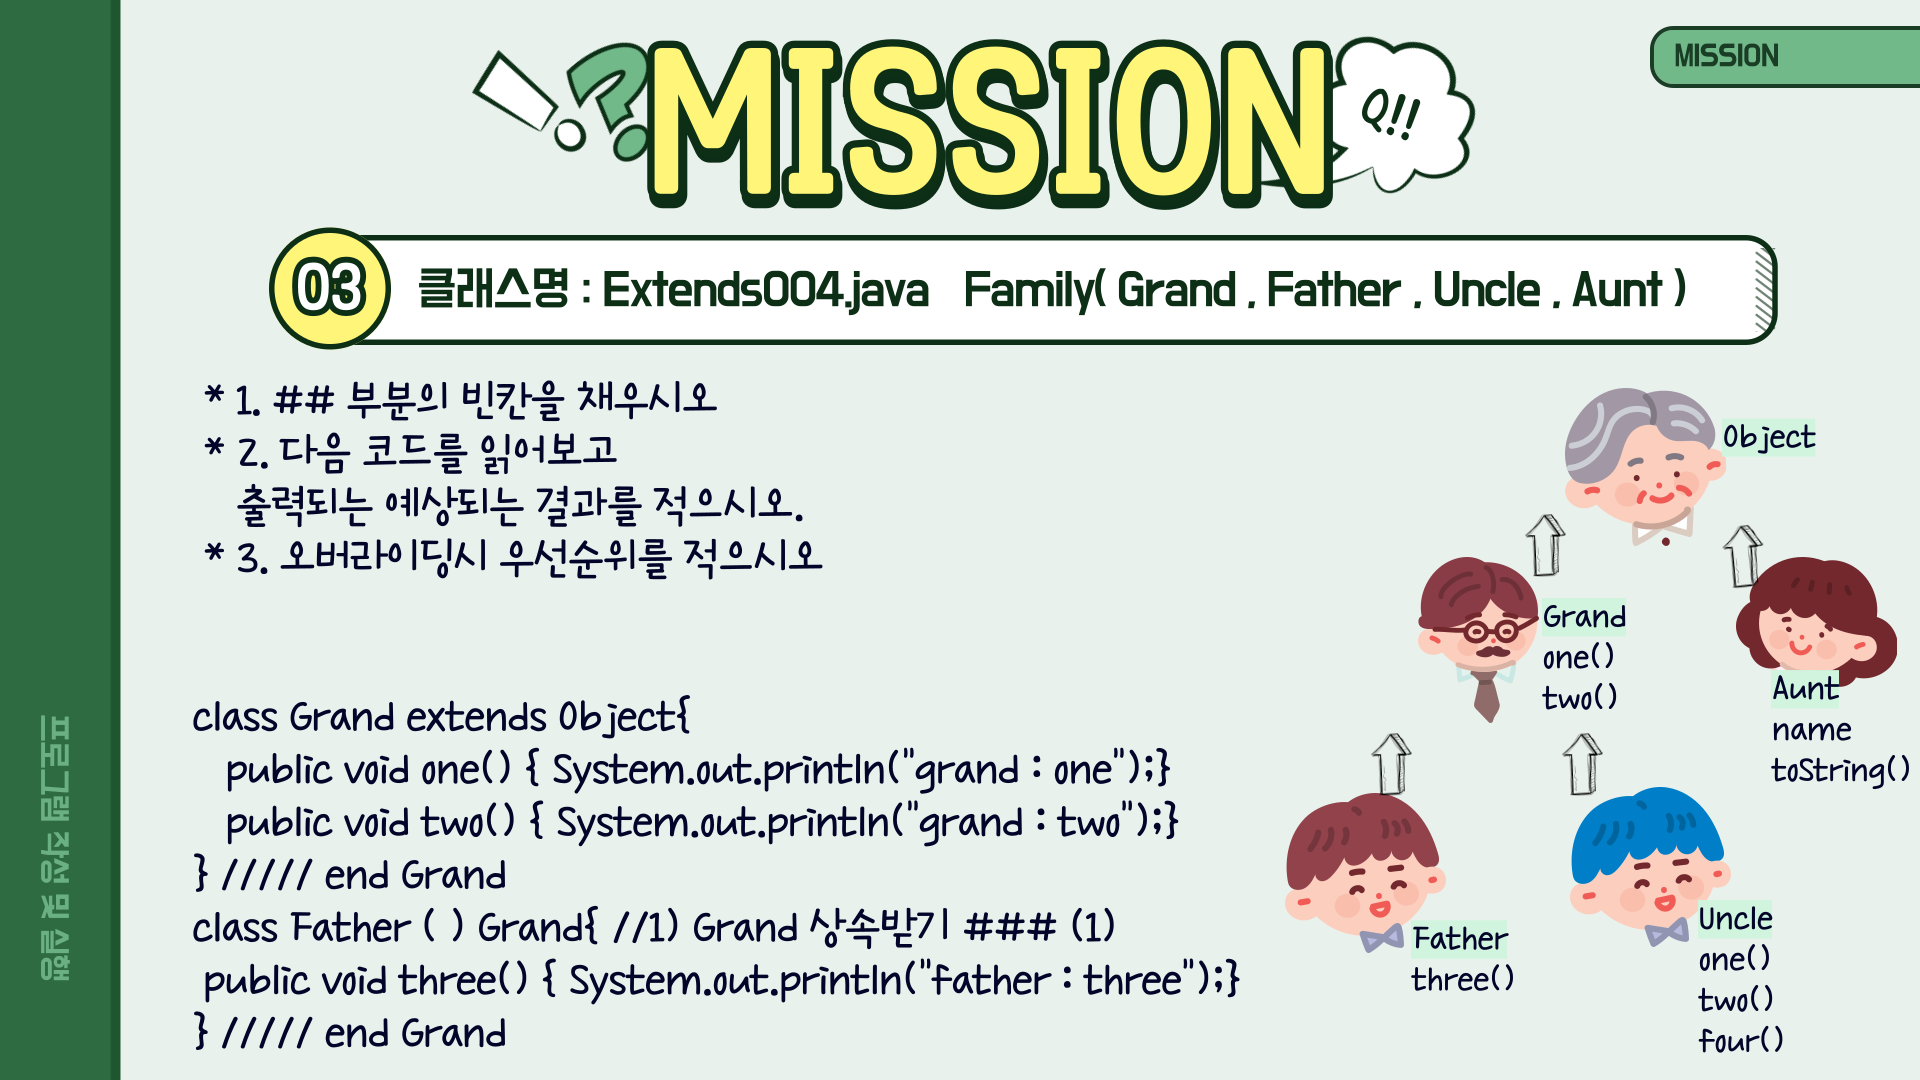 MISSION
MISSION
Q!!
03
클래스명 : Extends004.java   Family( Grand , Father , Uncle , Aunt )
* 1. ## 부분의 빈칸을 채우시오
* 2. 다음 코드를 읽어보고
출력되는 예상되는 결과를 적으시오.
* 3. 오버라이딩시 우선순위를 적으시오
class Grand extends Object{
public void one() { System.out.println("grand : one");}
public void two() { System.out.println("grand : two");}
} ///// end Grand
class Father ( ) Grand{ //1) Grand 상속받기 ### (1)
public void three() { System.out.println("father : three");}
} ///// end Grand
Object
Grand
one()
two()
Aunt
name
toString()
Father
three()
Uncle
one()
two()
four()
프로그램 작성 및 실행